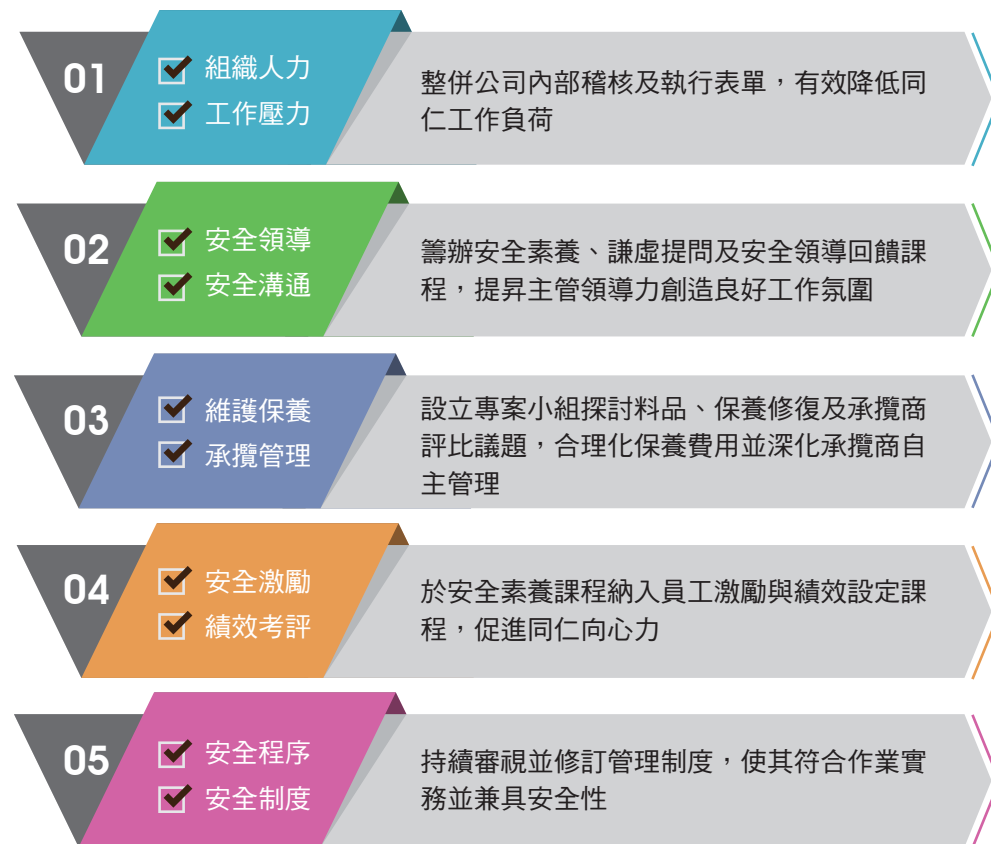 01
組織人力
工作壓力
整併公司內部稽核及執行表單，有效降低同
仁工作負荷
02
安全領導
安全溝通
籌辦安全素養、謙虛提問及安全領導回饋課
程，提昇主管領導力創造良好工作氛圍
03
維護保養
承攬管理
設立專案小組探討料品、保養修復及承攬商
評比議題，合理化保養費用並深化承攬商自
主管理
04
安全激勵
績效考評
於安全素養課程納入員工激勵與績效設定課
程，促進同仁向心力
05
安全程序
安全制度
持續審視並修訂管理制度，使其符合作業實
務並兼具安全性